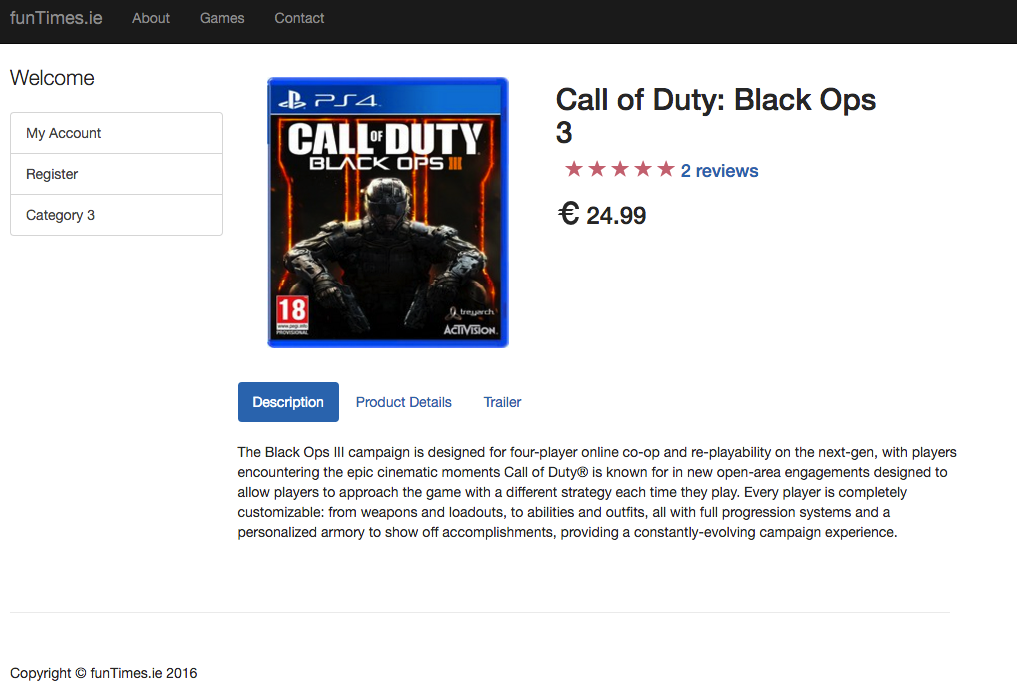 funTimes.ie About Games Contact
Welcome
My Account
Register
Category 3
PS4
CALL OF DUTY
BLACK OPS III
18
www.pegi.info
PROVISIONAL
treyarch
ACTIVISION
Call of Duty: Black Ops
3
★★★★★ 2 reviews
€ 24.99
Description Product Details Trailer
The Black Ops III campaign is designed for four-player online co-op and re-playability on the next-gen, with players
encountering the epic cinematic moments Call of Duty® is known for in new open-area engagements designed to
allow players to approach the game with a different strategy each time they play. Every player is completely
customizable: from weapons and loadouts, to abilities and outfits, all with full progression systems and a
personalized armory to show off accomplishments, providing a constantly-evolving campaign experience.
Copyright © funTimes.ie 2016